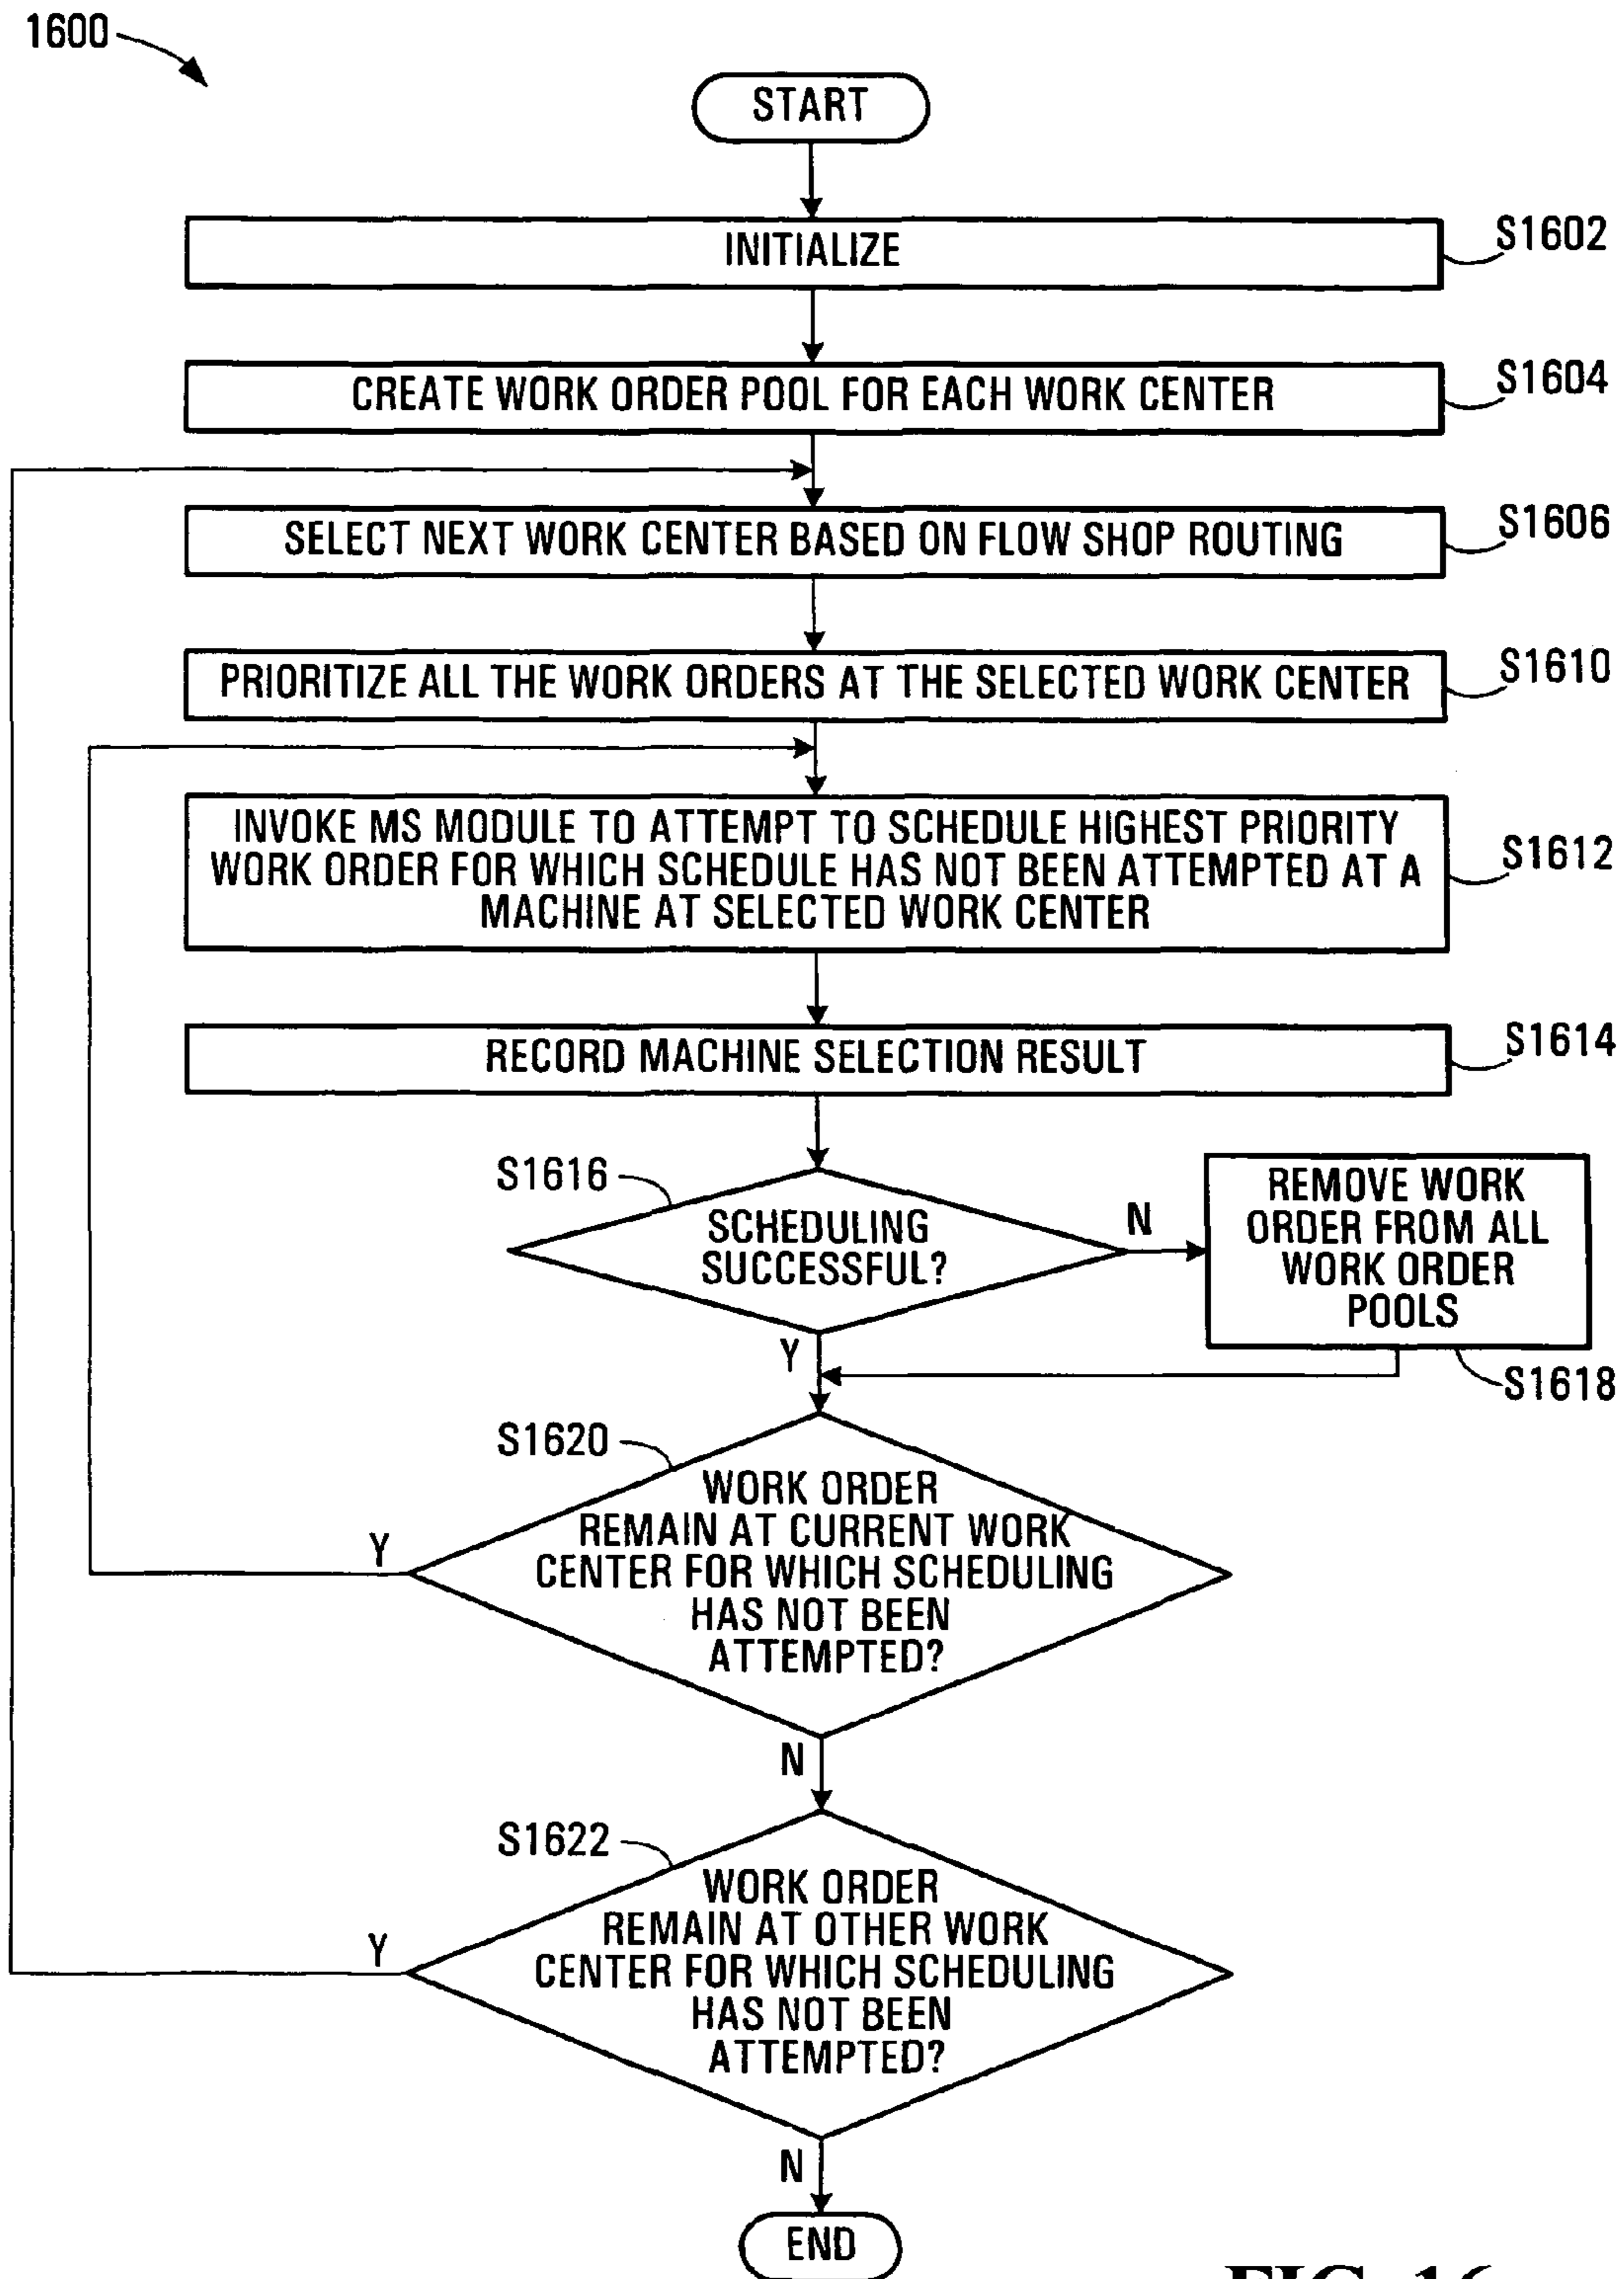 1600
START
INITIALIZE
S1602
CREATE WORK ORDER POOL FOR EACH WORK CENTER
S1604
SELECT NEXT WORK CENTER BASED ON FLOW SHOP ROUTING
S1606
PRIORITIZE ALL THE WORK ORDERS AT THE SELECTED WORK CENTER
S1610
INVOKE MS MODULE TO ATTEMPT TO SCHEDULE HIGHEST PRIORITY
WORK ORDER FOR WHICH SCHEDULE HAS NOT BEEN ATTEMPTED AT A
MACHINE AT SELECTED WORK CENTER
S1612
RECORD MACHINE SELECTION RESULT
S1614
S1616
SCHEDULING
SUCCESSFUL?
N
REMOVE WORK
ORDER FROM ALL
WORK ORDER
POOLS
Y
S1618
S1620
WORK ORDER
REMAIN AT CURRENT WORK
CENTER FOR WHICH SCHEDULING
HAS NOT BEEN
ATTEMPTED?
Y
N
S1622
WORK ORDER
REMAIN AT OTHER WORK
CENTER FOR WHICH SCHEDULING
HAS NOT BEEN
ATTEMPTED?
Y
N
END
FIG. 16